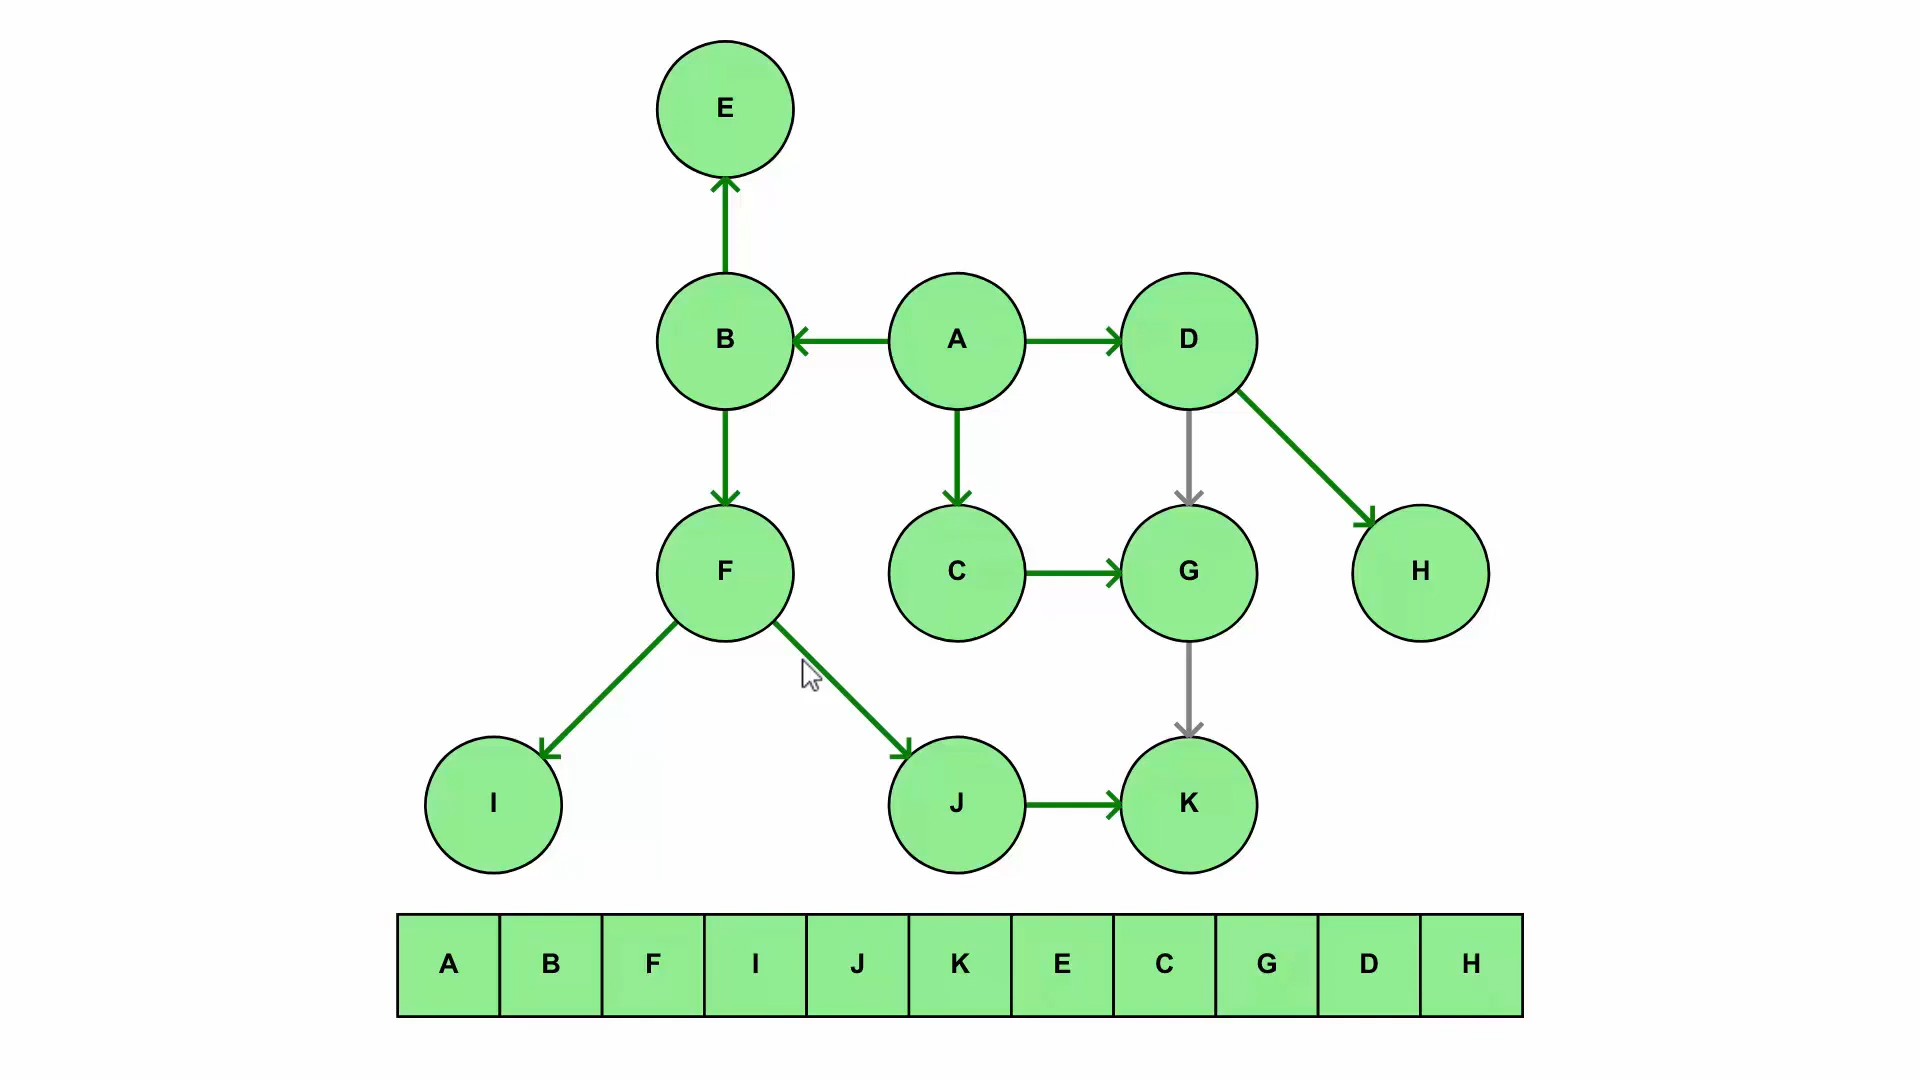 E
B A D
F C G H
I J K
A B F I J K E C G D H